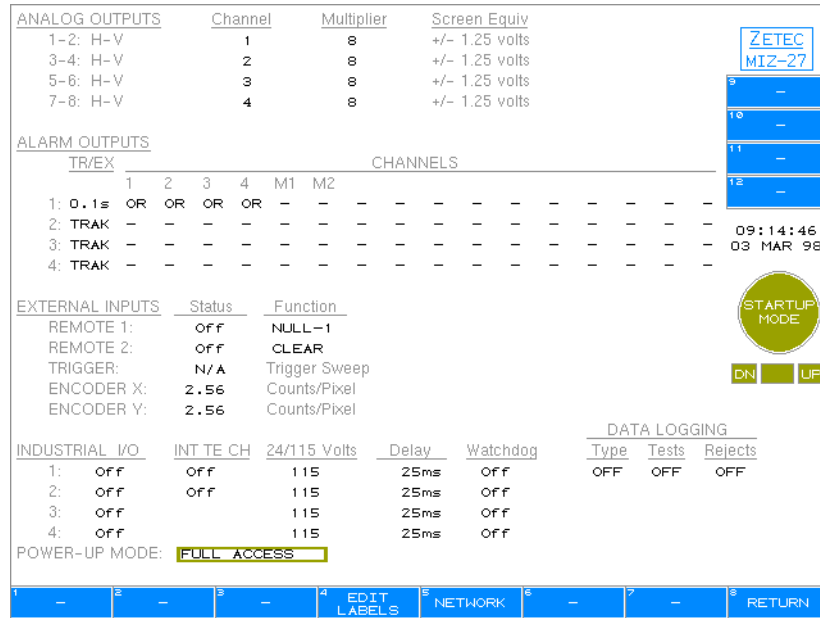 ANALOG OUTPUTS Channel Multiplier Screen Equiv
1-2: H-V 1 8 +/- 1.25 volts
3-4: H-V 2 8 +/- 1.25 volts
5-6: H-V 3 8 +/- 1.25 volts
7-8: H-V 4 8 +/- 1.25 volts
ZETEC
MIZ-27
9 -
10 -
11 -
12 -
ALARM OUTPUTS
TR/EX CHANNELS
1 2 3 4 M1 M2
1: 0.1s OR OR OR OR - - - - - - - - - - - -
2: TRAK - - - - - - - - - - - - - - - -
3: TRAK - - - - - - - - - - - - - - - -
4: TRAK - - - - - - - - - - - - - - - -
09:14:46
03 MAR 98
STARTUP
MODE
DN UP
EXTERNAL INPUTS Status Function
REMOTE 1: Off NULL-1
REMOTE 2: Off CLEAR
TRIGGER: N/A Trigger Sweep
ENCODER X: 2.56 Counts/Pixel
ENCODER Y: 2.56 Counts/Pixel
DATA LOGGING
INDUSTRIAL I/O INT TE CH 24/115 Volts Delay Watchdog Type Tests Rejects
1: Off Off 115 25ms Off OFF OFF OFF
2: Off Off 115 25ms Off
3: Off 115 25ms Off
4: Off 115 25ms Off
POWER-UP MODE: FULL ACCESS
1 - 2 - 3 - 4 EDIT LABELS 5 NETWORK 6 - 7 - 8 RETURN